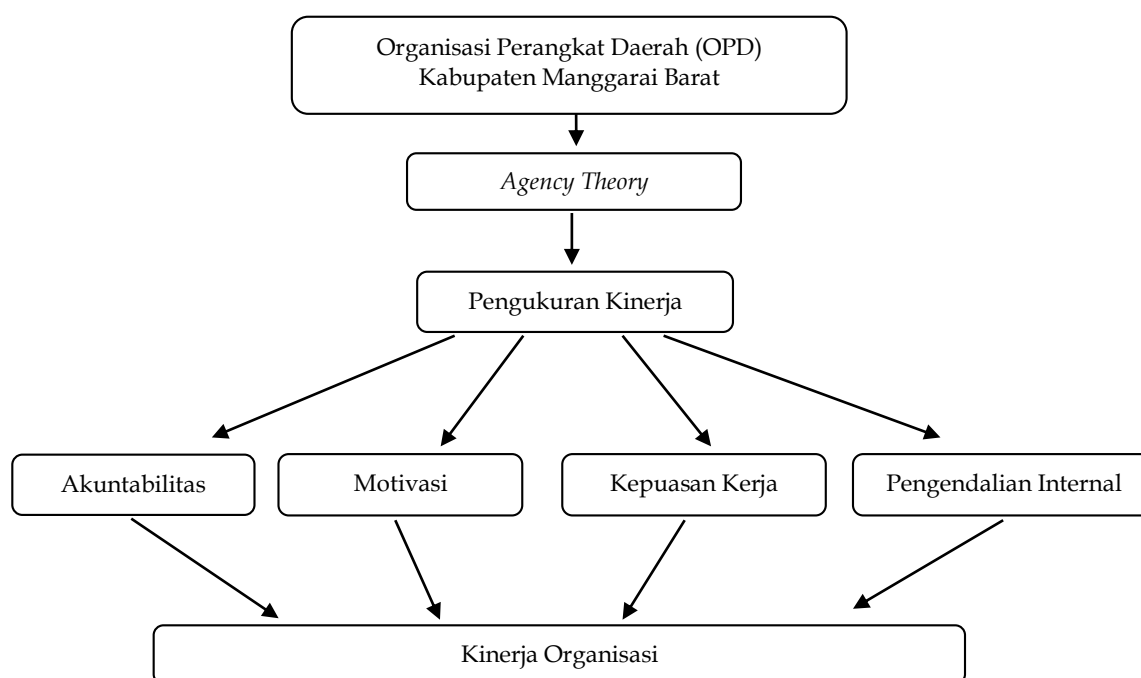 Organisasi Perangkat Daerah (OPD)
Kabupaten Manggarai Barat
Agency Theory
Pengukuran Kinerja
Akuntabilitas
Motivasi
Kepuasan Kerja
Pengendalian Internal
Kinerja Organisasi